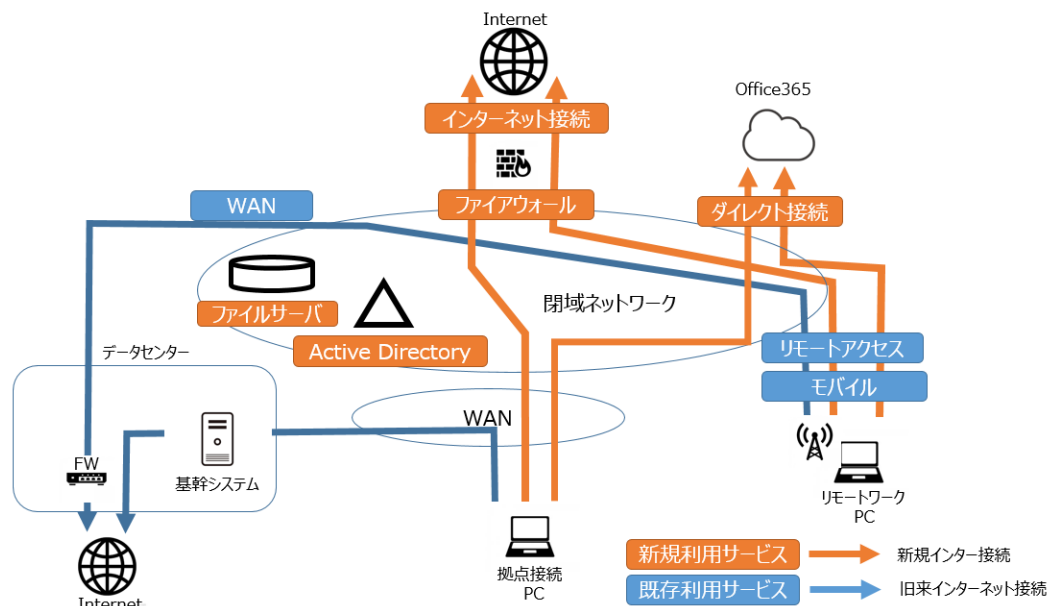 Internet
Office365
インターネット接続
WAN
ファイアウォール
ダイレクト接続
閉域ネットワーク
ファイルサーバ
Active Directory
リモートアクセス
モバイル
データセンター
WAN
FW
基幹システム
リモートワーク
PC
拠点接続
PC
Internet
新規利用サービス
新規インター接続
既存利用サービス
旧来インターネット接続